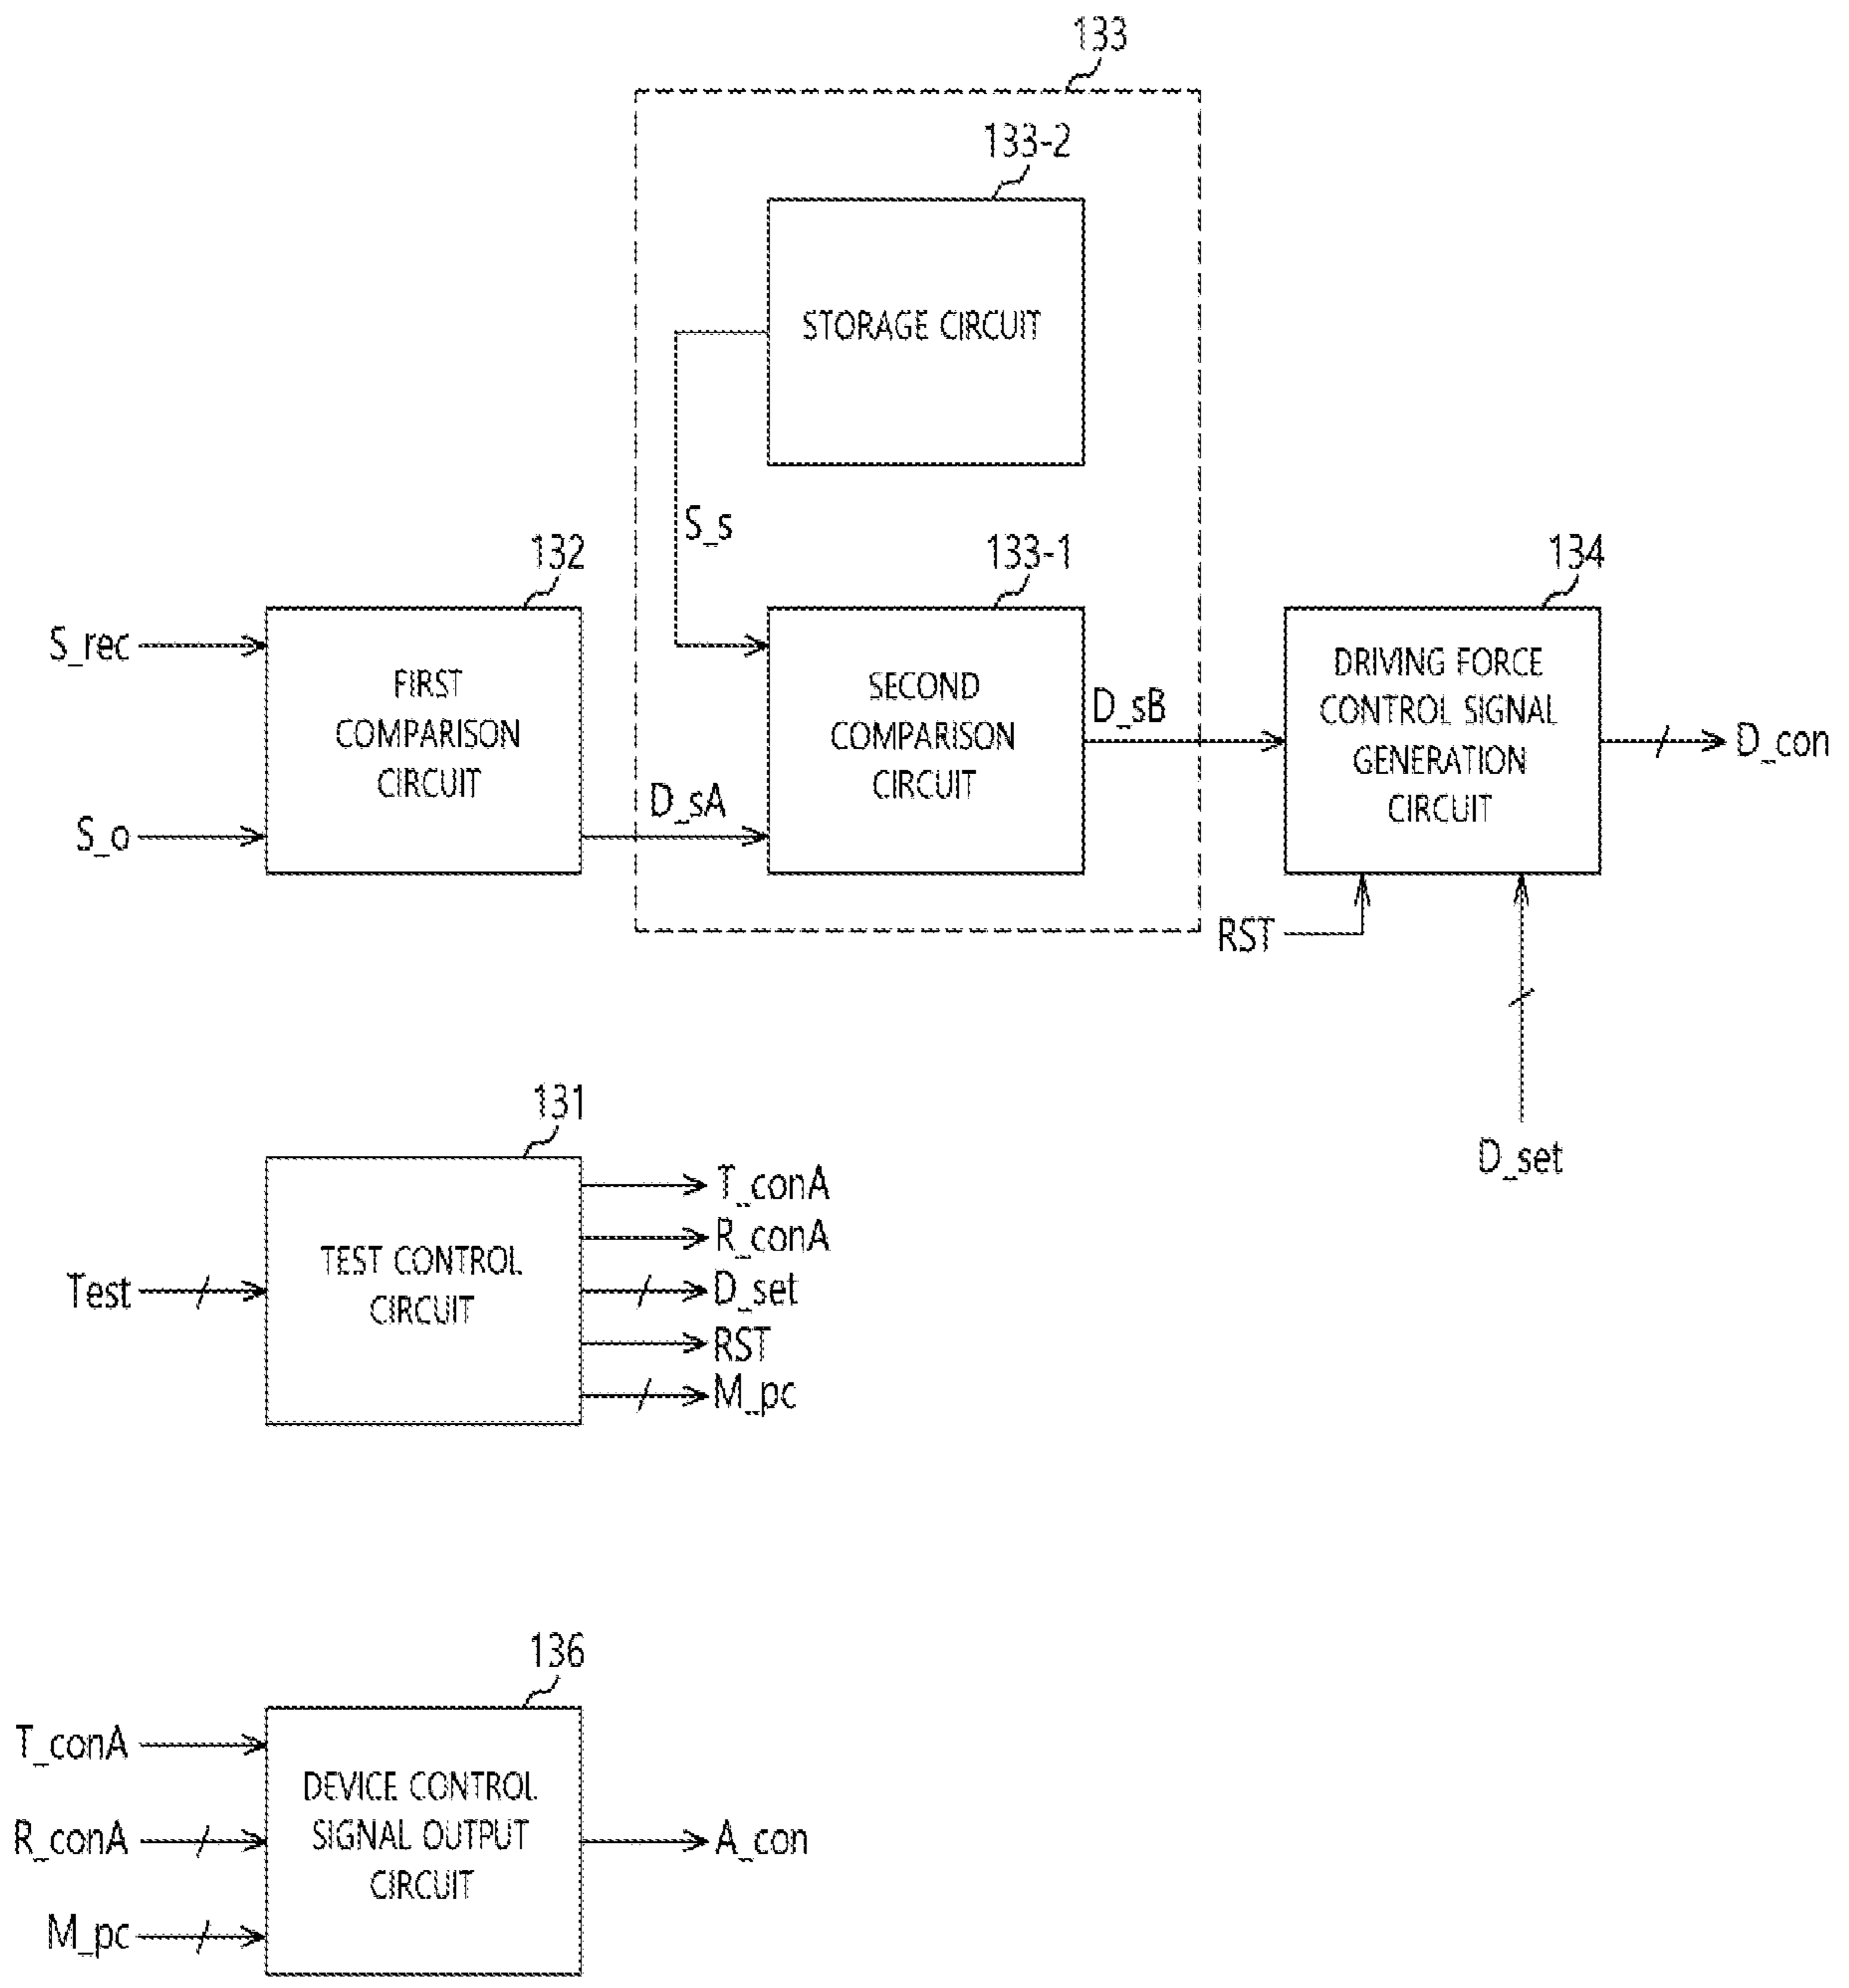 133
133-2
STORAGE CIRCUIT
S_s
132
133-1
134
S_rec
S_o
FIRST
COMPARISON
CIRCUIT
D_sA
SECOND
COMPARISON
CIRCUIT
D_sB
DRIVING FORCE
CONTROL SIGNAL
GENERATION
CIRCUIT
D_con
RST
D_set
131
Test
TEST CONTROL
CIRCUIT
T_conA
R_conA
D_set
RST
M_pc
136
T_conA
R_conA
M_pc
DEVICE CONTROL
SIGNAL OUTPUT
CIRCUIT
A_con